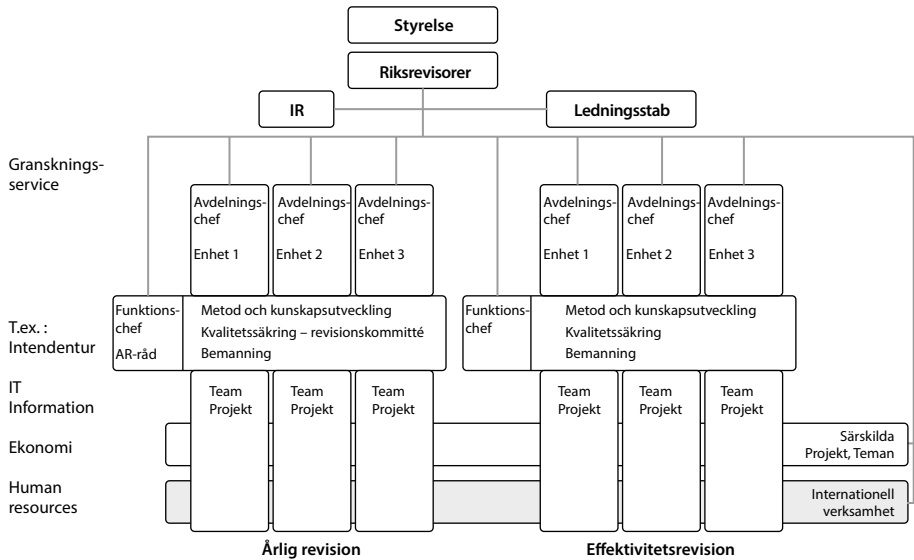 Styrelse
Riksrevisorer
IR
Ledningsstab
Gransknings-
service
Avdelnings-
chef
Enhet 1
Avdelnings-
chef
Enhet 2
Avdelnings-
chef
Enhet 3
Avdelnings-
chef
Enhet 1
Avdelnings-
chef
Enhet 2
Avdelnings-
chef
Enhet 3
T.ex. :
Intendentur
Funktions-
chef
AR-råd
Metod och kunskapsutveckling
Kvalitetssäkring – revisionskommitté
Bemanning
Funktions-
chef
Metod och kunskapsutveckling
Kvalitetssäkring
Bemanning
IT
Information
Team
Projekt
Team
Projekt
Team
Projekt
Team
Projekt
Team
Projekt
Team
Projekt
Ekonomi
Särskilda
Projekt, Teman
Human
resources
Internationell
verksamhet
Årlig revision
Effektivitetsrevision